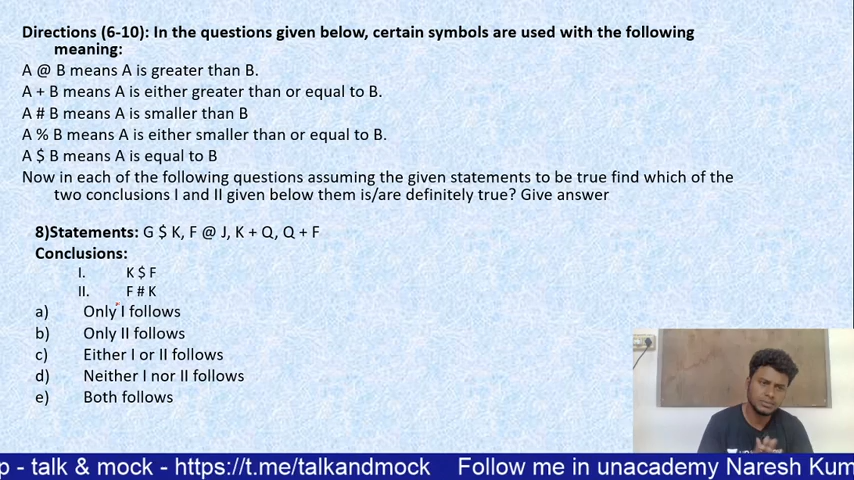 Directions (6-10): In the questions given below, certain symbols are used with the following
meaning:
A @ B means A is greater than B.
A + B means A is either greater than or equal to B.
A # B means A is smaller than B
A % B means A is either smaller than or equal to B.
A $ B means A is equal to B
Now in each of the following questions assuming the given statements to be true find which of the
two conclusions I and II given below them is/are definitely true? Give answer
8)Statements: G $ K, F @ J, K + Q, Q + F
Conclusions:
I. K $ F
II. F # K
a) Only I follows
b) Only II follows
c) Either I or II follows
d) Neither I nor II follows
e) Both follows
p - talk & mock - https://t.me/talkandmock Follow me in unacademy Naresh Kum